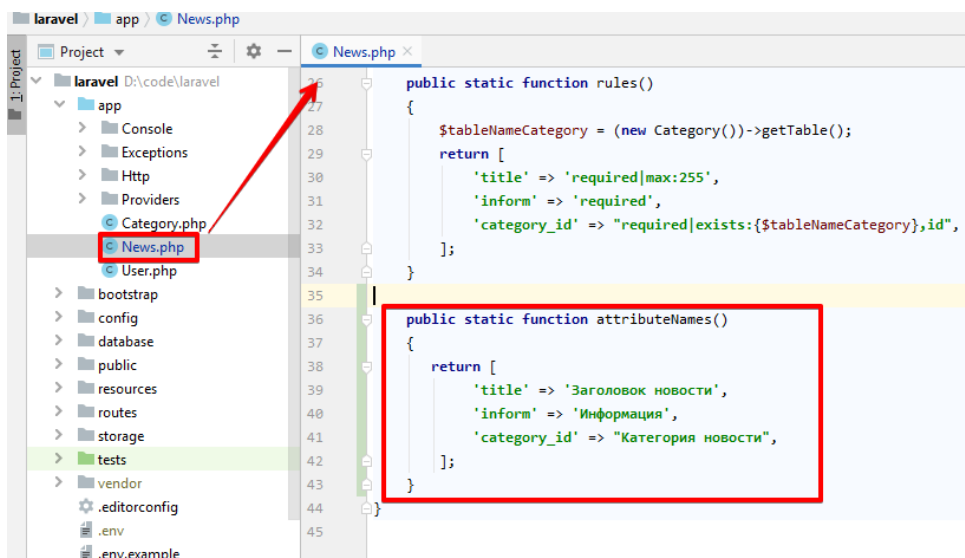 laravel app News.php
1: Project
Project
laravel D:\code\laravel
app
Console
Exceptions
Http
Providers
Category.php
News.php
User.php
bootstrap
config
database
public
resources
routes
storage
tests
vendor
.editorconfig
.env
.env.example
News.php
26 public static function rules()
27 {
28 $tableNameCategory = (new Category())->getTable();
29 return [
30 'title' => 'required|max:255',
31 'inform' => 'required',
32 'category_id' => "required|exists:{$tableNameCategory},id",
33 ];
34 }
35
36 public static function attributeNames()
37 {
38 return [
39 'title' => 'Заголовок новости',
40 'inform' => 'Информация',
41 'category_id' => "Категория новости",
42 ];
43 }
44 }
45